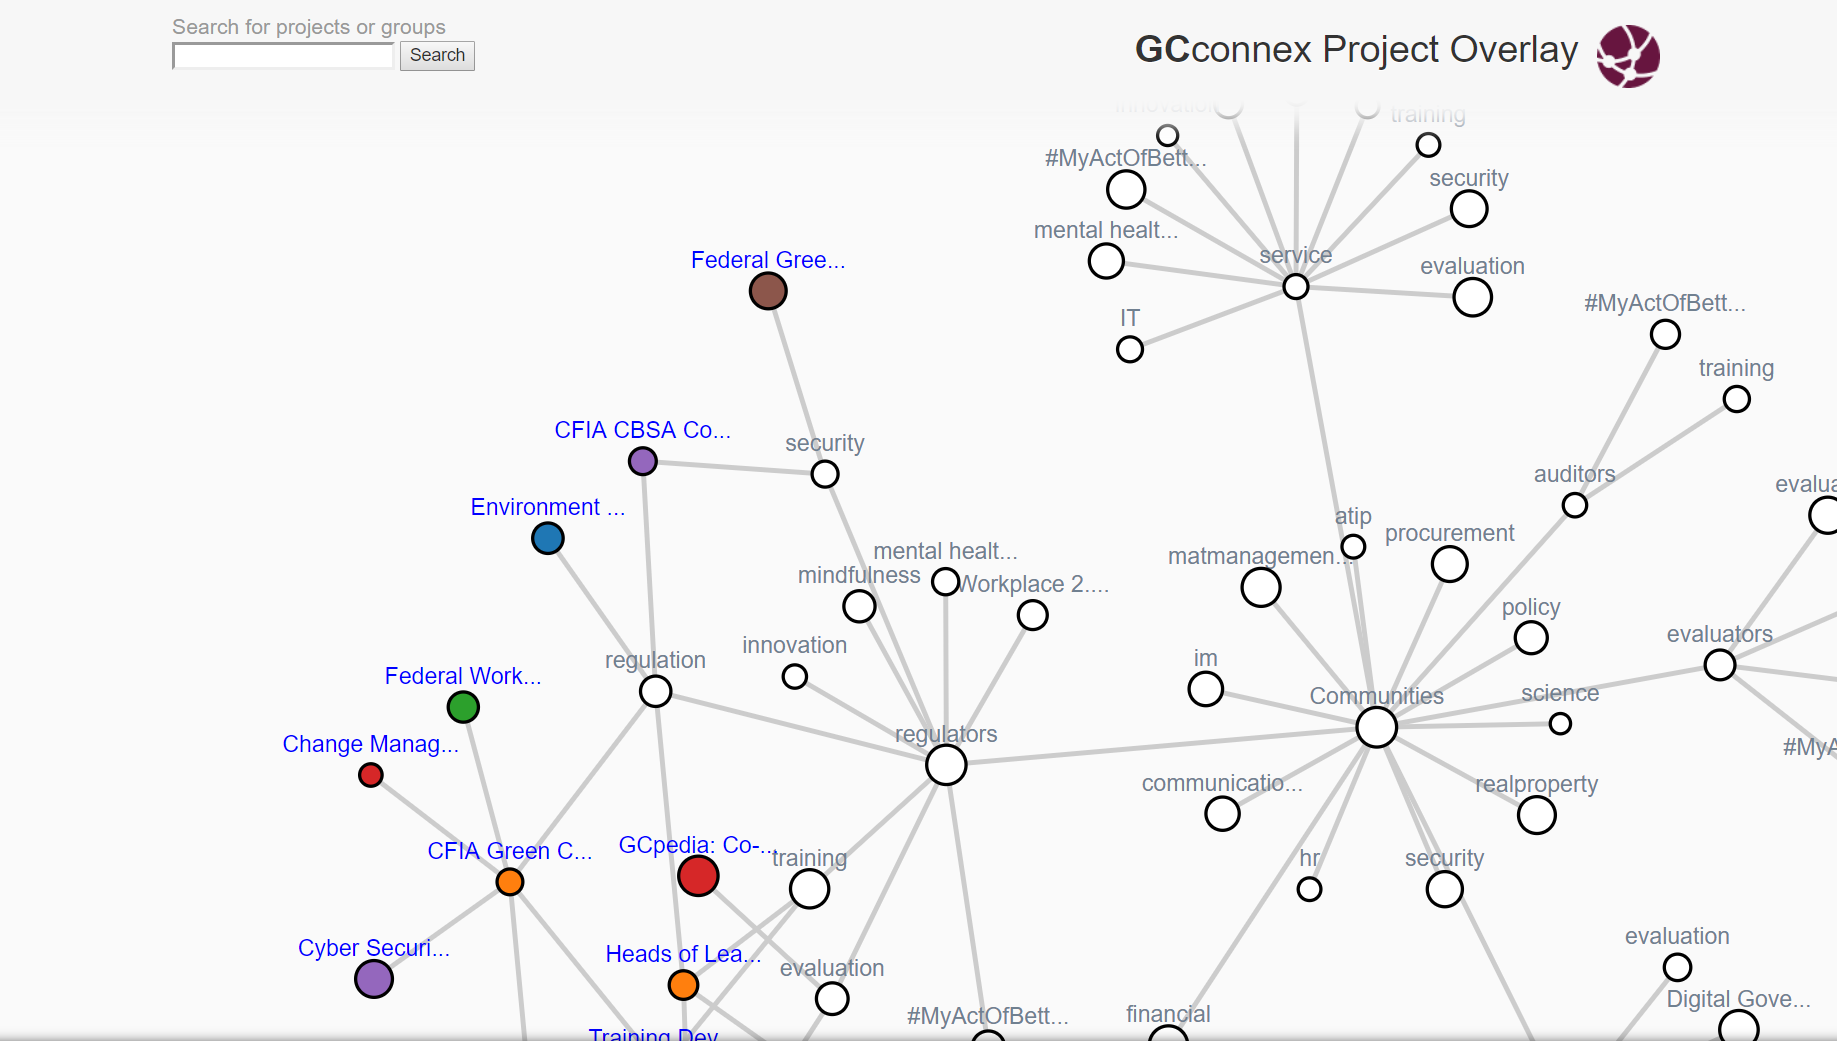 Search for projects or groups
Search
GCconnex Project Overlay
innovation
training
#MyActOfBett...
security
mental healt...
service
Federal Gree...
evaluation
#MyActOfBett...
IT
training
CFIA CBSA Co...
security
auditors
evalua
Environment ...
atip
procurement
mental healt...
matmanagemen...
mindfulness
Workplace 2....
policy
evaluators
innovation
regulation
im
Federal Work...
Communities
science
regulators
Change Manag...
#MyA
communicatio...
realproperty
GCpedia: Co-...
CFIA Green C...
training
hr
security
evaluation
Cyber Securi...
Heads of Lea...
evaluation
Digital Gove...
#MyActOfBett...
financial
Training Dev